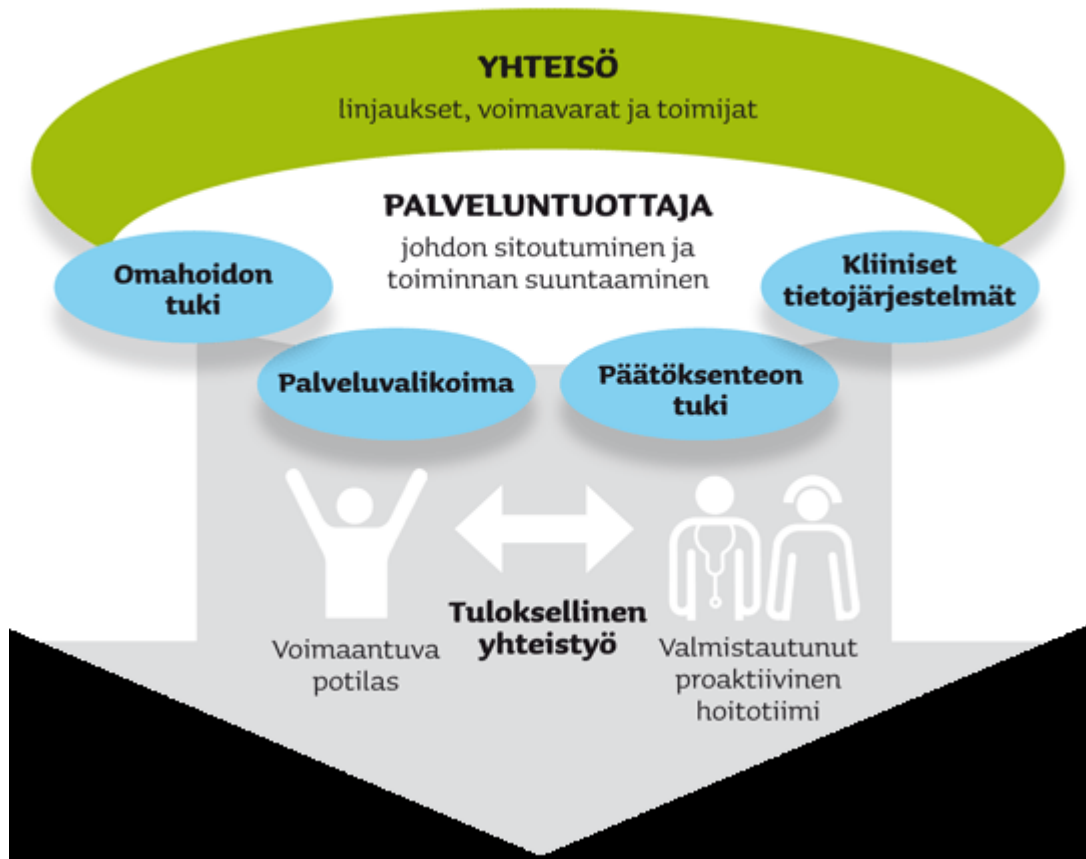 YHTEISÖ
linjaukset, voimavarat ja toimijat
PALVELUNTUOTTAJA
johdon sitoutuminen ja
toiminnan suuntaaminen
Omahoidon
tuki
Kliiniset
tietojärjestelmät
Palveluvalikoima
Päätöksenteon
tuki
Tuloksellinen
yhteistyö
Voimaantuva
potilas
Valmistautunut
proaktiivinen
hoitotiimi